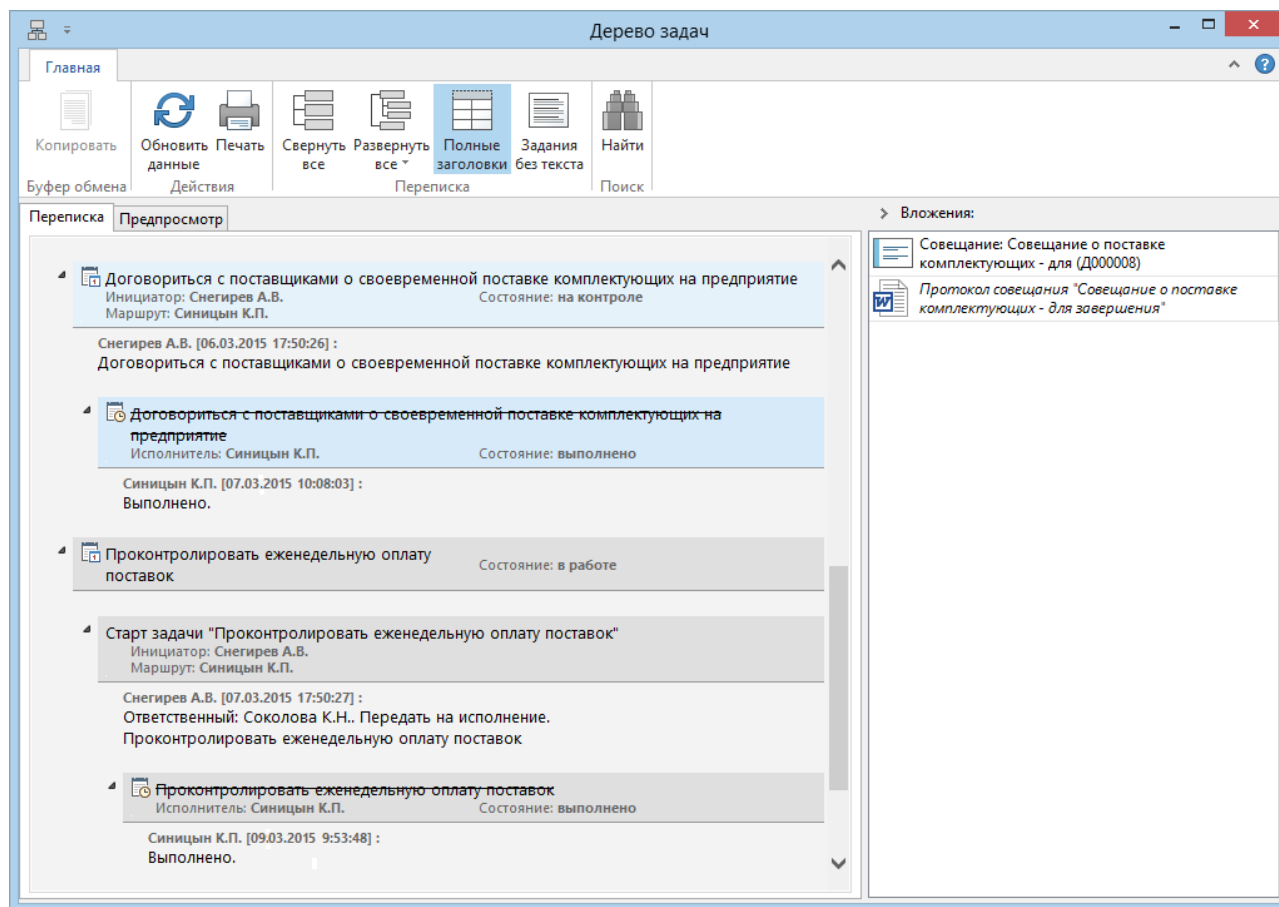 Дерево задач
Главная
Копировать
Обновить данные
Печать
Свернуть все
Развернуть все
Полные заголовки
Задания без текста
Найти
Буфер обмена
Действия
Переписка
Поиск
Переписка
Предпросмотр
Договориться с поставщиками о своевременной поставке комплектующих на предприятие
Инициатор: Снегирев А.В. Состояние: на контроле
Маршрут: Синицын К.П.
Снегирев А.В. [06.03.2015 17:50:26] :
Договориться с поставщиками о своевременной поставке комплектующих на предприятие
Договориться с поставщиками о своевременной поставке комплектующих на
предприятие
Исполнитель: Синицын К.П. Состояние: выполнено
Синицын К.П. [07.03.2015 10:08:03] :
Выполнено.
Проконтролировать еженедельную оплату
поставок
Состояние: в работе
Старт задачи "Проконтролировать еженедельную оплату поставок"
Инициатор: Снегирев А.В.
Маршрут: Синицын К.П.
Снегирев А.В. [07.03.2015 17:50:27] :
Ответственный: Соколова К.Н.. Передать на исполнение.
Проконтролировать еженедельную оплату поставок
Проконтролировать еженедельную оплату поставок
Исполнитель: Синицын К.П. Состояние: выполнено
Синицын К.П. [09.03.2015 9:53:48] :
Выполнено.
Вложения:
Совещание: Совещание о поставке
комплектующих - для (Д000008)
Протокол совещания "Совещание о поставке
комплектующих - для завершения"